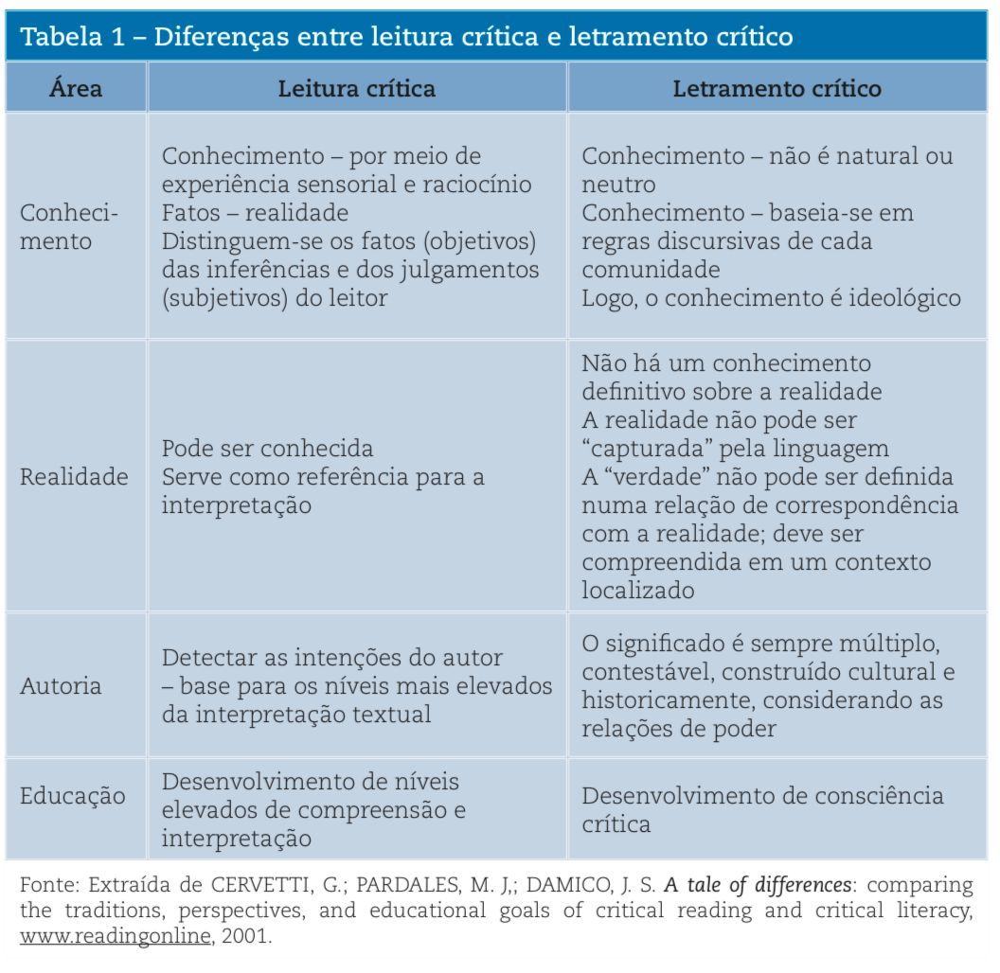 Tabela 1 – Diferenças entre leitura crítica e letramento crítico
Área
Leitura crítica
Letramento crítico
Conheci-
mento
Conhecimento – por meio de
experiência sensorial e raciocínio
Fatos – realidade
Distinguem-se os fatos (objetivos)
das inferências e dos julgamentos
(subjetivos) do leitor
Conhecimento – não é natural ou
neutro
Conhecimento – baseia-se em
regras discursivas de cada
comunidade
Logo, o conhecimento é ideológico
Realidade
Pode ser conhecida
Serve como referência para a
interpretação
Não há um conhecimento
definitivo sobre a realidade
A realidade não pode ser
“capturada” pela linguagem
A “verdade” não pode ser definida
numa relação de correspondência
com a realidade; deve ser
compreendida em um contexto
localizado
Autoria
Detectar as intenções do autor
– base para os níveis mais elevados
da interpretação textual
O significado é sempre múltiplo,
contestável, construído cultural e
historicamente, considerando as
relações de poder
Educação
Desenvolvimento de níveis
elevados de compreensão e
interpretação
Desenvolvimento de consciência
crítica
Fonte: Extraída de CERVETTI, G.; PARDALES, M. J,; DAMICO, J. S. A tale of differences: comparing
the traditions, perspectives, and educational goals of critical reading and critical literacy,
www.readingonline, 2001.